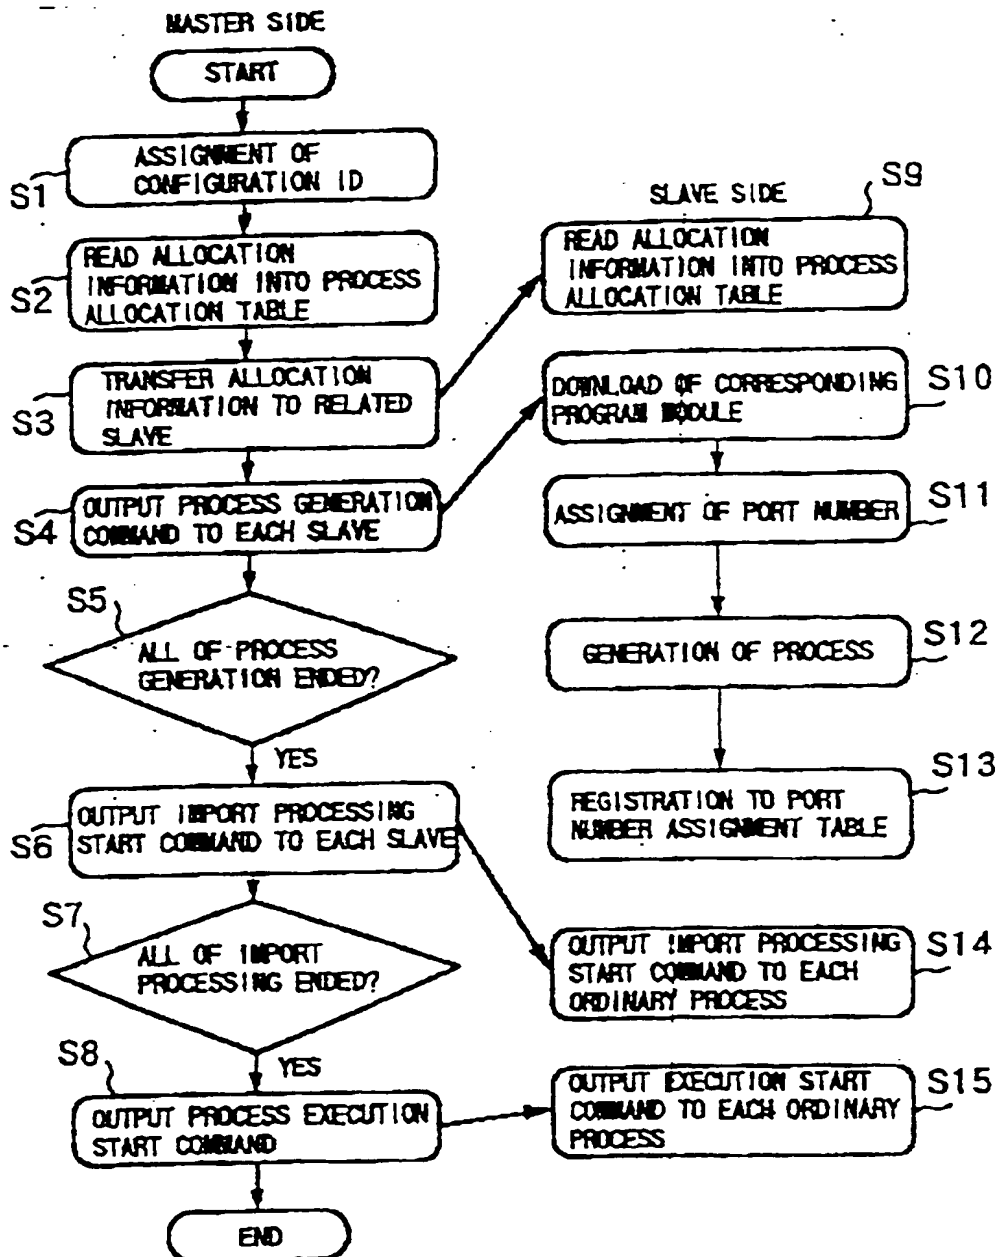 MASTER SIDE
START
S1
ASSIGNMENT OF
CONFIGURATION ID
S2
READ ALLOCATION
INFORMATION INTO PROCESS
ALLOCATION TABLE
S3
TRANSFER ALLOCATION
INFORMATION TO RELATED
SLAVE
S4
OUTPUT PROCESS GENERATION
COMMAND TO EACH SLAVE
S5
ALL OF PROCESS
GENERATION ENDED?
YES
S6
OUTPUT IMPORT PROCESSING
START COMMAND TO EACH SLAVE
S7
ALL OF IMPORT
PROCESSING ENDED?
YES
S8
OUTPUT PROCESS EXECUTION
START COMMAND
END
SLAVE SIDE
S9
READ ALLOCATION
INFORMATION INTO PROCESS
ALLOCATION TABLE
S10
DOWNLOAD OF CORRESPONDING
PROGRAM MODULE
S11
ASSIGNMENT OF PORT NUMBER
S12
GENERATION OF PROCESS
S13
REGISTRATION TO PORT
NUMBER ASSIGNMENT TABLE
S14
OUTPUT IMPORT PROCESSING
START COMMAND TO EACH
ORDINARY PROCESS
S15
OUTPUT EXECUTION START
COMMAND TO EACH ORDINARY
PROCESS